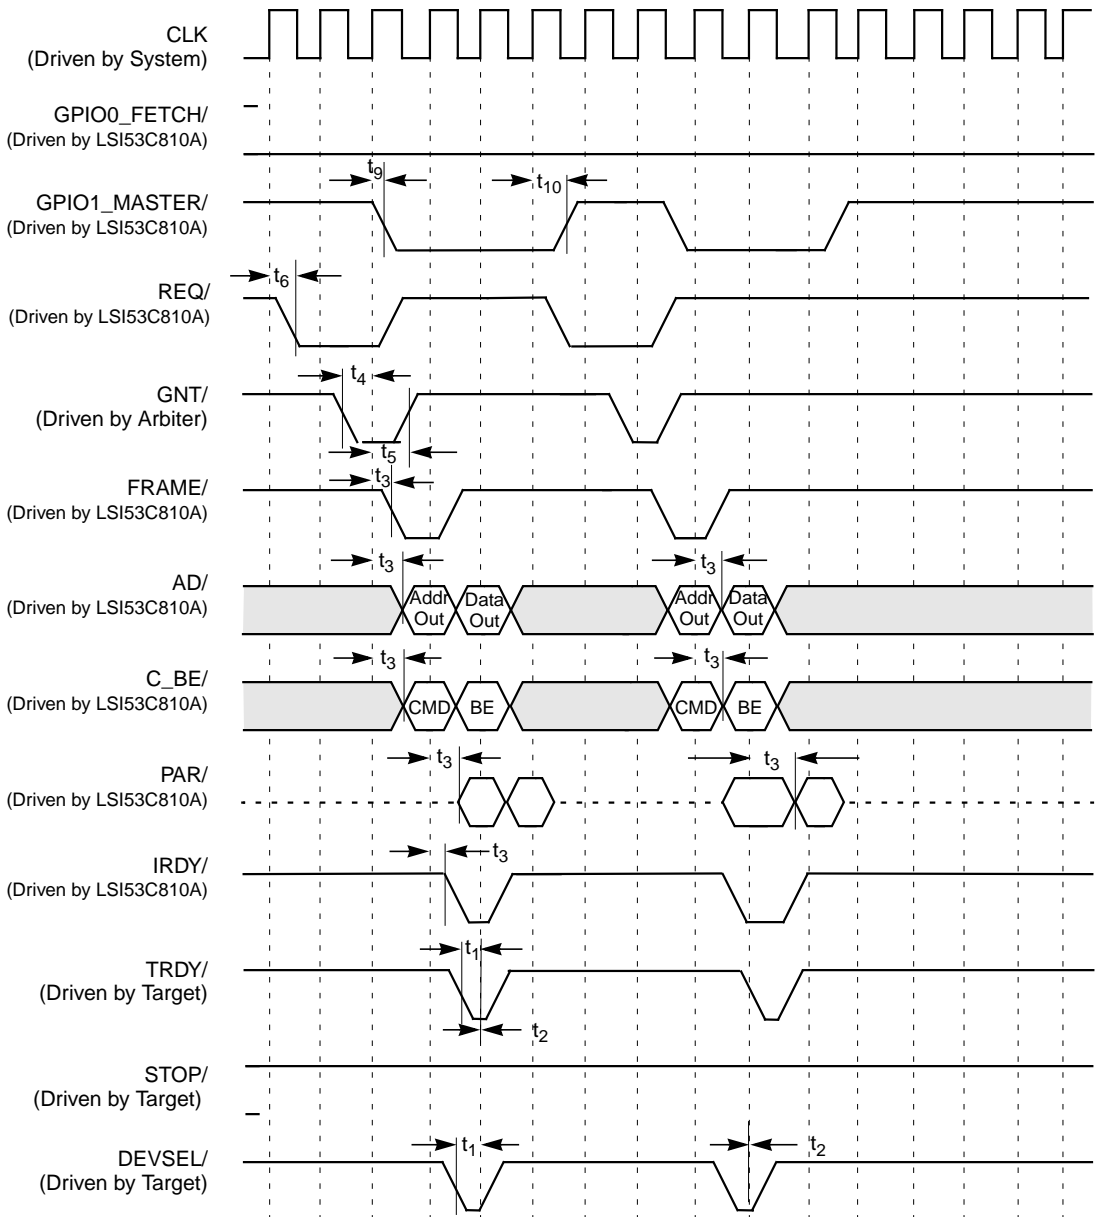 CLK
(Driven by System)
GPIO0_FETCH/
(Driven by LSI53C810A)
t9
t10
GPIO1_MASTER/
(Driven by LSI53C810A)
t6
REQ/
(Driven by LSI53C810A)
t4
GNT/
(Driven by Arbiter)
t5
t3
FRAME/
(Driven by LSI53C810A)
t3
t3
AD/
(Driven by LSI53C810A)
Addr Out
Data Out
Addr Out
Data Out
t3
t3
C_BE/
(Driven by LSI53C810A)
CMD
BE
CMD
BE
t3
t3
PAR/
(Driven by LSI53C810A)
t3
IRDY/
(Driven by LSI53C810A)
t1
TRDY/
(Driven by Target)
t2
STOP/
(Driven by Target)
t1
t2
DEVSEL/
(Driven by Target)